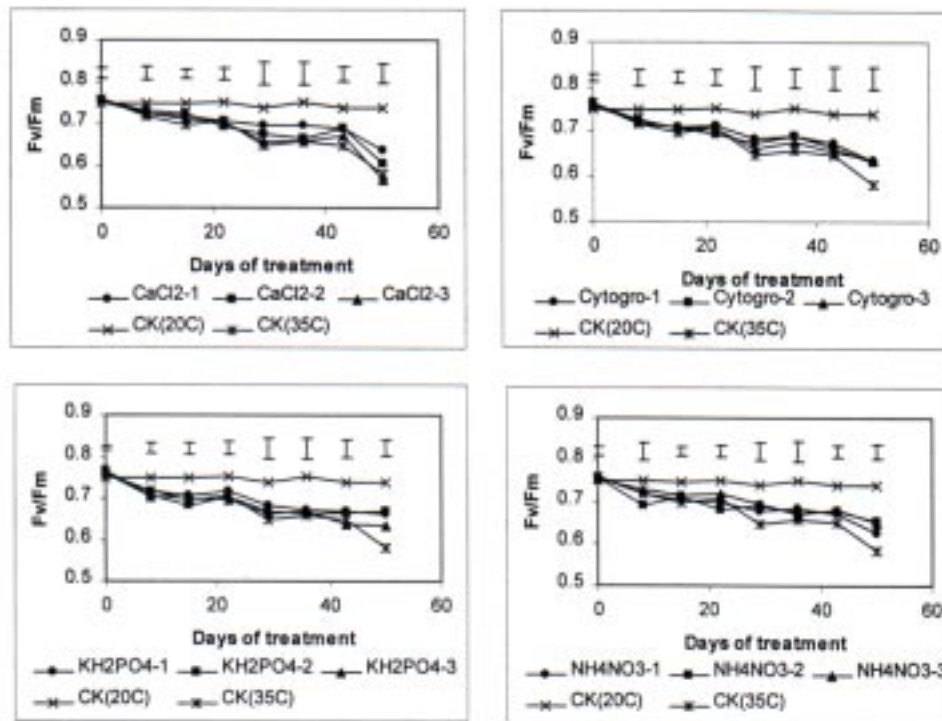 0.9
0.8
0.7
0.6
0.5
Fv/Fm
0 20 40 60
Days of treatment
CaCl2-1 CaCl2-2 CaCl2-3
CK(20C) CK(35C)
0.9
0.8
0.7
0.6
0.5
Fv/Fm
0 20 40 60
Days of treatment
Cytogro-1 Cytogro-2 Cytogro-3
CK(20C) CK(35C)
0.9
0.8
0.7
0.6
0.5
Fv/Fm
0 20 40 60
Days of treatment
KH2PO4-1 KH2PO4-2 KH2PO4-3
CK(20C) CK(35C)
0.9
0.8
0.7
0.6
0.5
Fv/Fm
0 20 40 60
Days of treatment
NH4NO3-1 NH4NO3-2 NH4NO3-3
CK(20C) CK(35C)